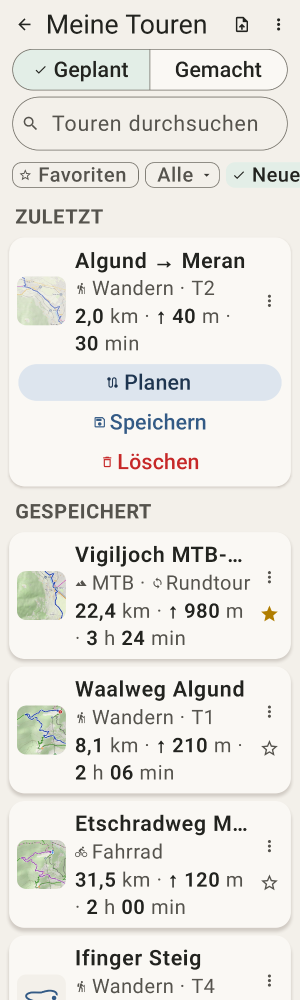 Meine Touren
Geplant
Gemacht
Touren durchsuchen
Favoriten
Alle
Neue
ZULETZT
Algund → Meran
Wandern · T2
2,0 km · ↑ 40 m ·
30 min
Planen
Speichern
Löschen
GESPEICHERT
Vigiljoch MTB-…
MTB · Rundtour
22,4 km · ↑ 980 m
· 3 h 24 min
Waalweg Algund
Wandern · T1
8,1 km · ↑ 210 m ·
2 h 06 min
Etschradweg M…
Fahrrad
31,5 km · ↑ 120 m
· 2 h 00 min
Ifinger Steig
Wandern · T4